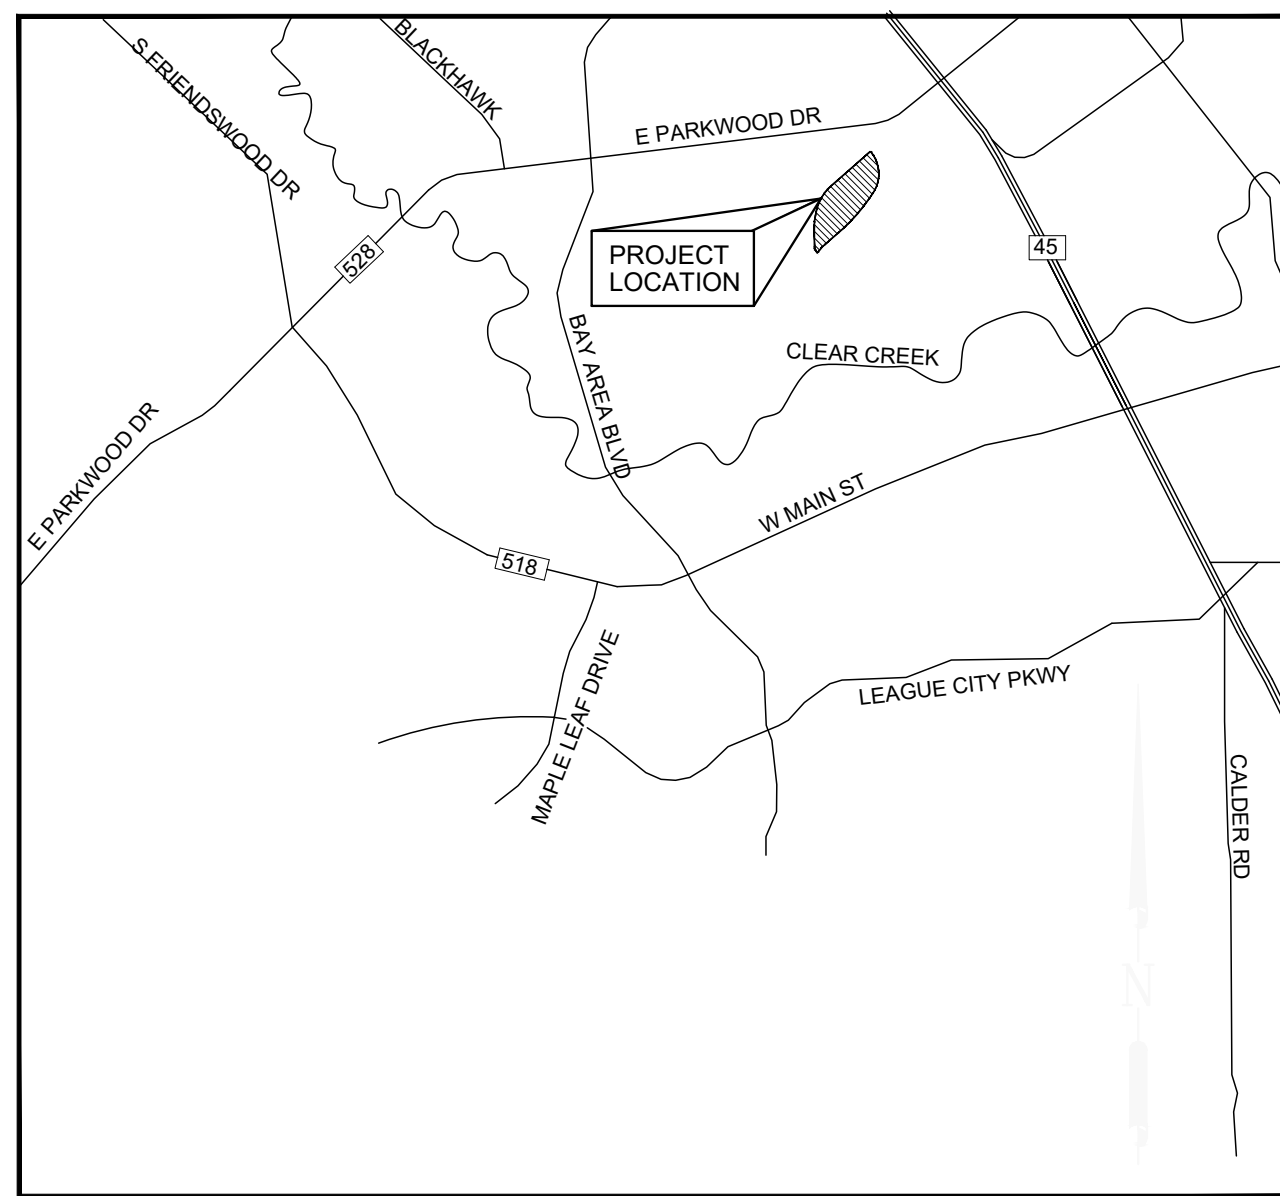 S FRIENDSWOOD DR
BLACKHAWK
E PARKWOOD DR
528
PROJECT
LOCATION
45
BAY AREA BLVD
CLEAR CREEK
E PARKWOOD DR
W MAIN ST
518
MAPLE LEAF DRIVE
LEAGUE CITY PKWY
CALDER RD
N